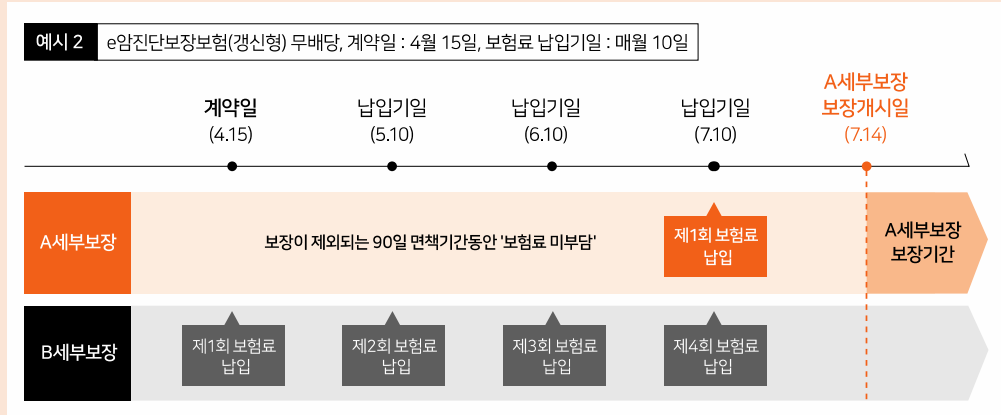 예시 2 e암진단보장보험(갱신형) 무배당, 계약일 : 4월 15일, 보험료 납입기일 : 매월 10일
계약일
(4.15)
납입기일
(5.10)
납입기일
(6.10)
납입기일
(7.10)
A세부보장
보장개시일
(7.14)
A세부보장
보장이 제외되는 90일 면책기간동안 '보험료 미부담'
제1회 보험료
납입
A세부보장
보장기간
B세부보장
제1회 보험료
납입
제2회 보험료
납입
제3회 보험료
납입
제4회 보험료
납입